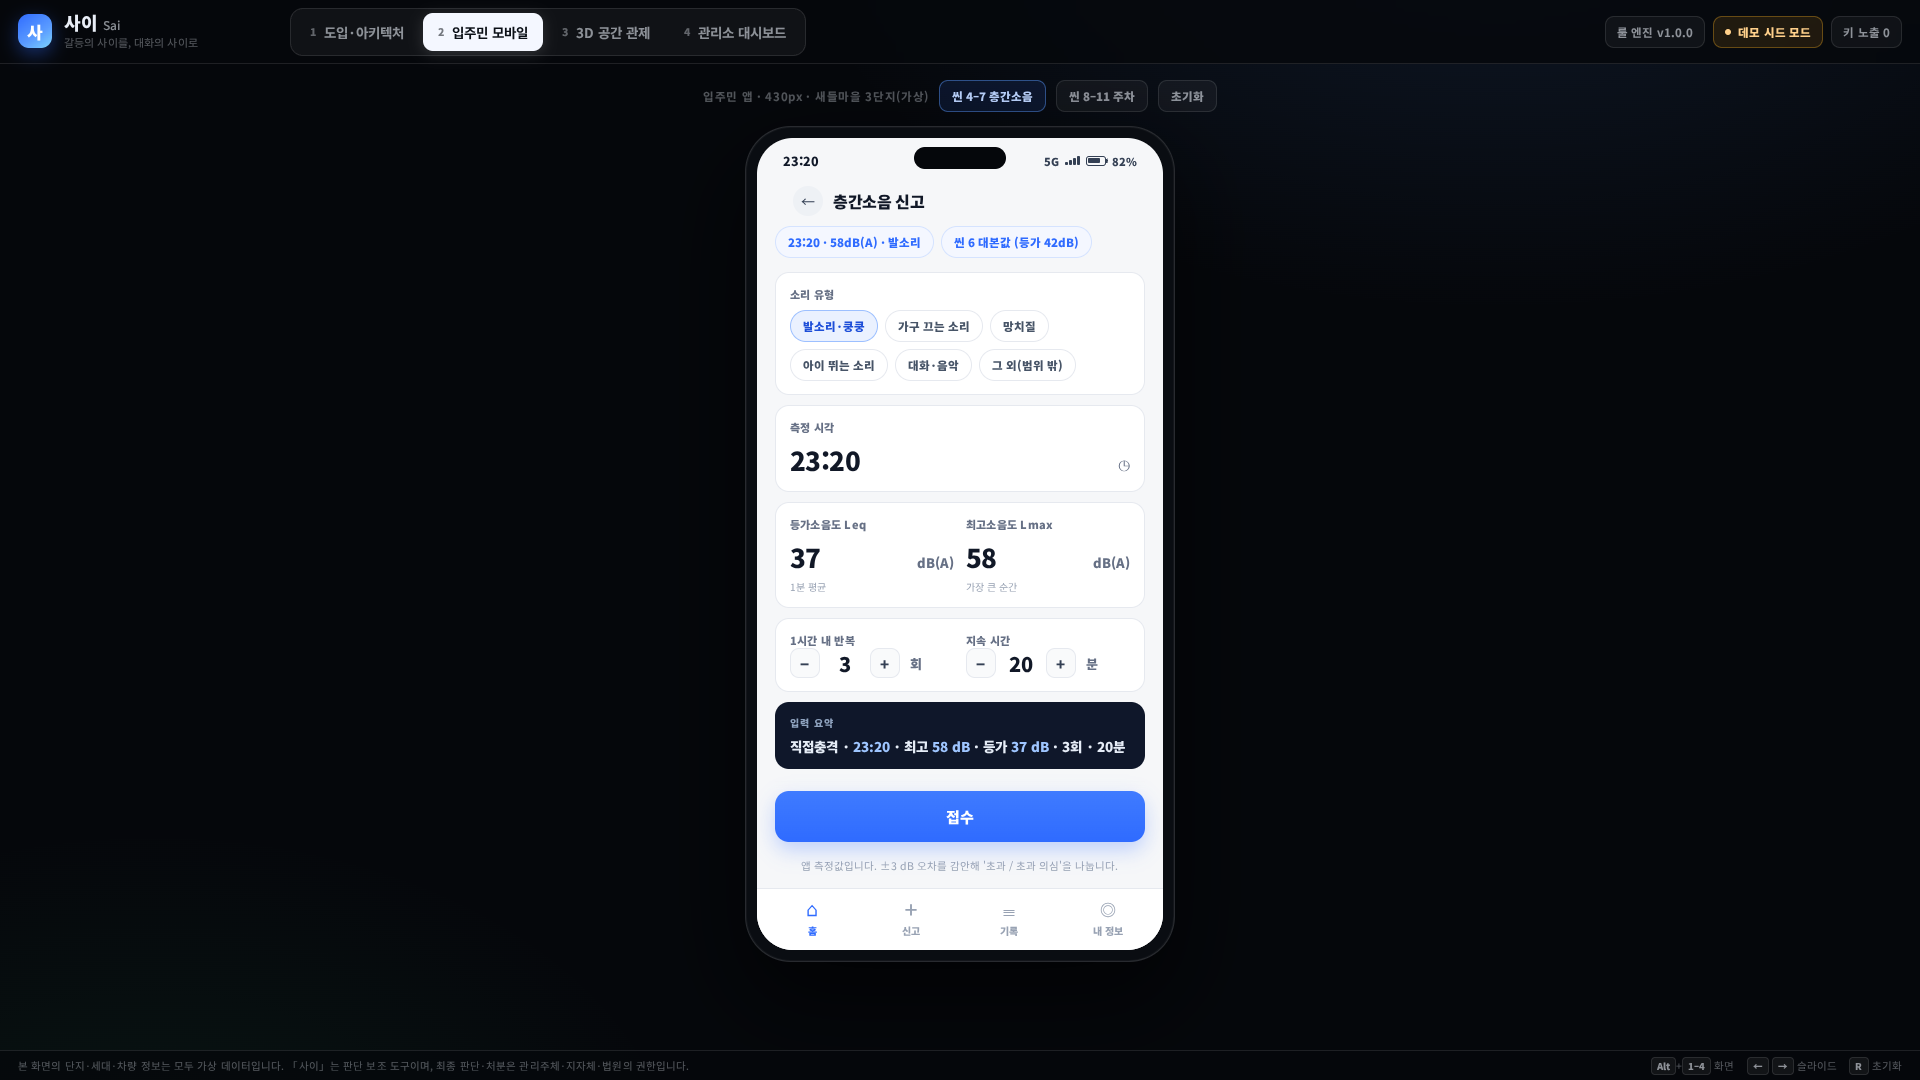 사 사이 Sai
갈등의 사이를, 대화의 사이로
1 도입·아키텍처 2 입주민 모바일 3 3D 공간 관제 4 관리소 대시보드
룰 엔진 v1.0.0 데모 시드 모드 키 노출 0
입주민 앱 · 430px · 새들마을 3단지(가상) 씬 4–7 층간소음 씬 8–11 주차 초기화
23:20 5G 82%
← 층간소음 신고
23:20 · 58dB(A) · 발소리 씬 6 대본값 (등가 42dB)
소리 유형
발소리·쿵쿵 가구 끄는 소리 망치질
아이 뛰는 소리 대화·음악 그 외(범위 밖)
측정 시각
23:20
등가소음도 Leq 최고소음도 Lmax
37 dB(A) 58 dB(A)
1분 평균 가장 큰 순간
1시간 내 반복 지속 시간
− 3 + 회 − 20 + 분
입력 요약
직접충격 · 23:20 · 최고 58 dB · 등가 37 dB · 3회 · 20분
접수
앱 측정값입니다. ±3 dB 오차를 감안해 '초과 / 초과 의심'을 나눕니다.
홈 신고 기록 내 정보
본 화면의 단지·세대·차량 정보는 모두 가상 데이터입니다. 「사이」는 판단 보조 도구이며, 최종 판단·처분은 관리주체·지자체·법원의 권한입니다.
Alt + 1–4 화면 ← → 슬라이드 R 초기화